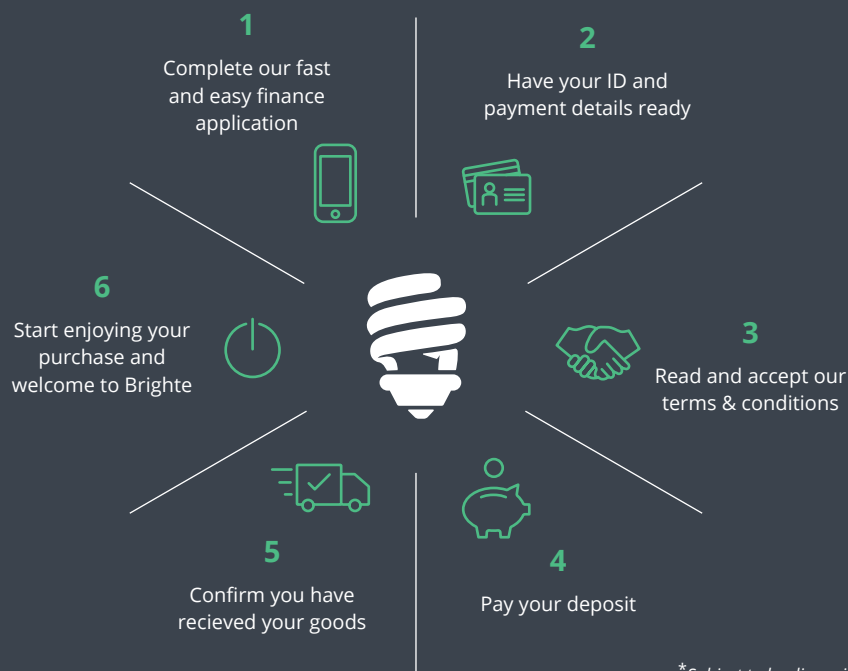 1
Complete our fast
and easy finance
application
2
Have your ID and
payment details ready
3
Read and accept our
terms & conditions
4
Pay your deposit
5
Confirm you have
recieved your goods
6
Start enjoying your
purchase and
welcome to Brighte